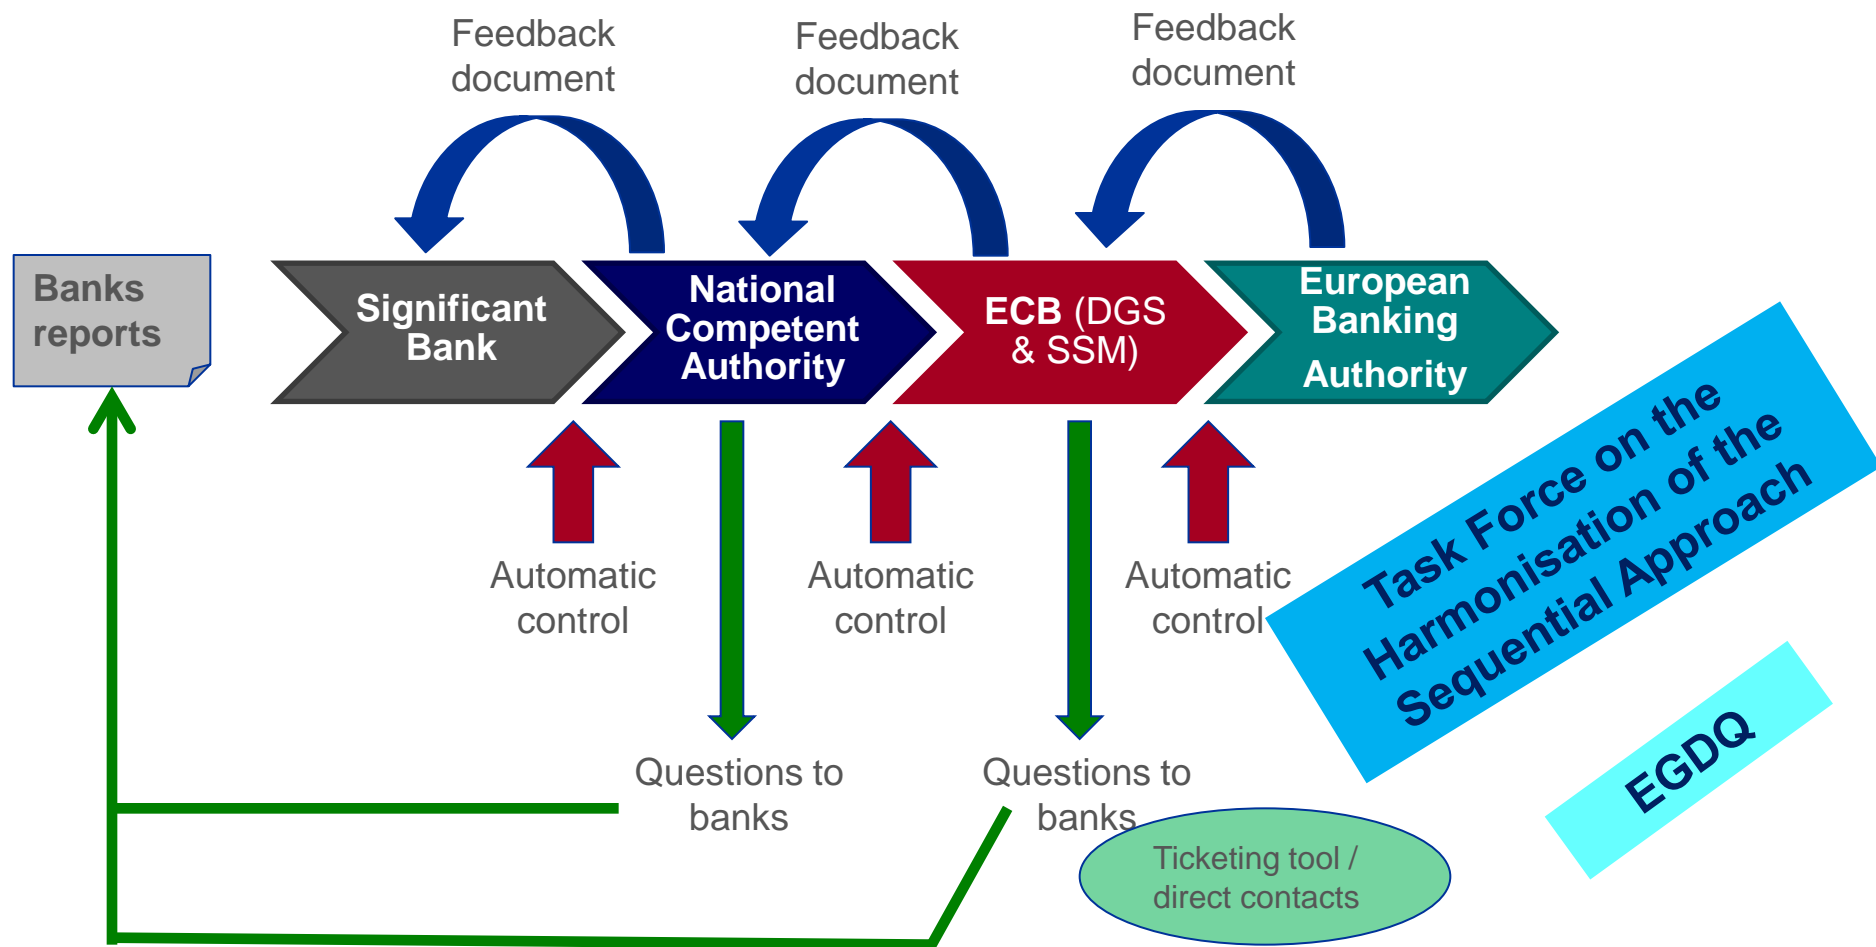 Feedback
document
Feedback
document
Feedback
document
Banks
reports
Significant
Bank
National
Competent
Authority
ECB (DGS
& SSM)
European
Banking
Authority
Automatic
control
Automatic
control
Automatic
control
Task Force on the
Harmonisation of the
Sequential Approach
EGDQ
Questions to
banks
Questions to
banks
Ticketing tool /
direct contacts